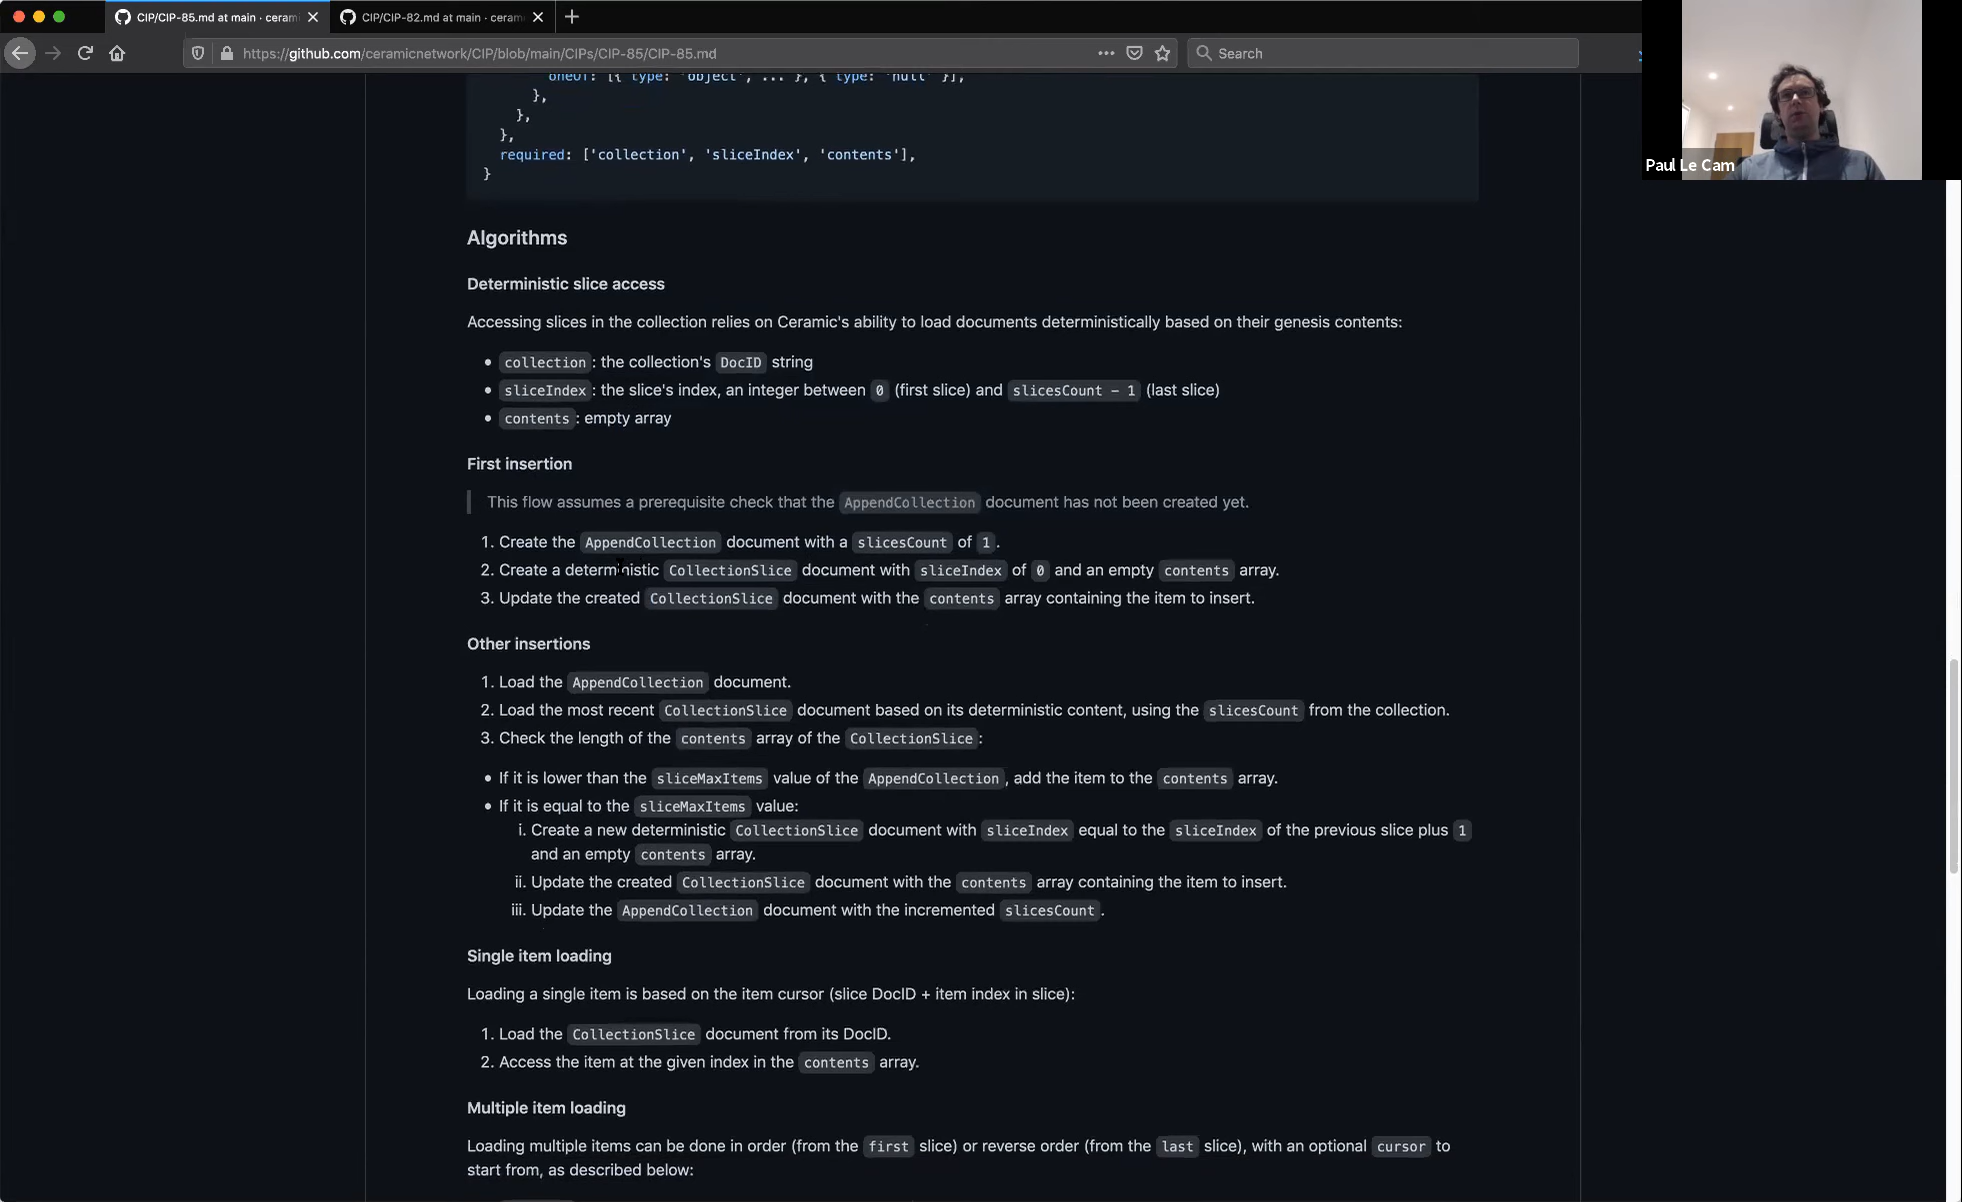 CIP/CIP-85.md at main · cerami
CIP/CIP-82.md at main · ceram
https://github.com/ceramicnetwork/CIP/blob/main/CIPs/CIP-85/CIP-85.md
Search
Paul Le Cam
oneOf: [{ type: 'object', ... }, { type: 'null' }],
},
},
},
required: ['collection', 'sliceIndex', 'contents'],
}
Algorithms
Deterministic slice access
Accessing slices in the collection relies on Ceramic's ability to load documents deterministically based on their genesis contents:
• collection : the collection's DocID string
• sliceIndex : the slice's index, an integer between 0 (first slice) and slicesCount - 1 (last slice)
• contents : empty array
First insertion
This flow assumes a prerequisite check that the AppendCollection document has not been created yet.
1. Create the AppendCollection document with a slicesCount of 1 .
2. Create a deterministic CollectionSlice document with sliceIndex of 0 and an empty contents array.
3. Update the created CollectionSlice document with the contents array containing the item to insert.
Other insertions
1. Load the AppendCollection document.
2. Load the most recent CollectionSlice document based on its deterministic content, using the slicesCount from the collection.
3. Check the length of the contents array of the CollectionSlice :
• If it is lower than the sliceMaxItems value of the AppendCollection , add the item to the contents array.
• If it is equal to the sliceMaxItems value:
i. Create a new deterministic CollectionSlice document with sliceIndex equal to the sliceIndex of the previous slice plus 1
and an empty contents array.
ii. Update the created CollectionSlice document with the contents array containing the item to insert.
iii. Update the AppendCollection document with the incremented slicesCount .
Single item loading
Loading a single item is based on the item cursor (slice DocID + item index in slice):
1. Load the CollectionSlice document from its DocID.
2. Access the item at the given index in the contents array.
Multiple item loading
Loading multiple items can be done in order (from the first slice) or reverse order (from the last slice), with an optional cursor to
start from, as described below: